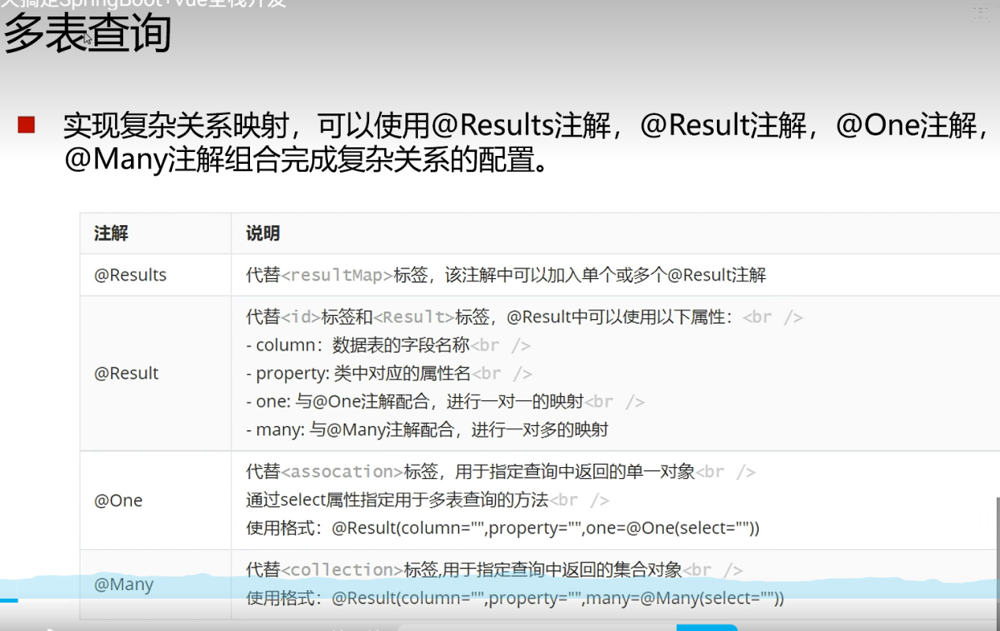 天搞定SpringBoot+Vue全栈开发
多表查询
实现复杂关系映射，可以使用@Results注解，@Result注解，@One注解，
@Many注解组合完成复杂关系的配置。
注解 说明
@Results 代替<resultMap>标签，该注解中可以加入单个或多个@Result注解
@Result
代替<id>标签和<Result>标签，@Result中可以使用以下属性：<br />
- column：数据表的字段名称<br />
- property: 类中对应的属性名<br />
- one: 与@One注解配合，进行一对一的映射<br />
- many: 与@Many注解配合，进行一对多的映射
@One
代替<assocation>标签，用于指定查询中返回的单一对象<br />
通过select属性指定用于多表查询的方法<br />
使用格式：@Result(column="",property="",one=@One(select=""))
@Many
代替<collection>标签,用于指定查询中返回的集合对象<br />
使用格式：@Result(column="",property="",many=@Many(select=""))